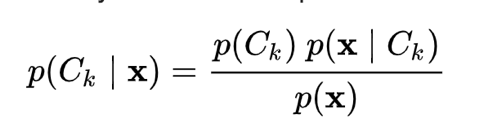 p(C_k | x) = p(C_k) p(x | C_k) / p(x)